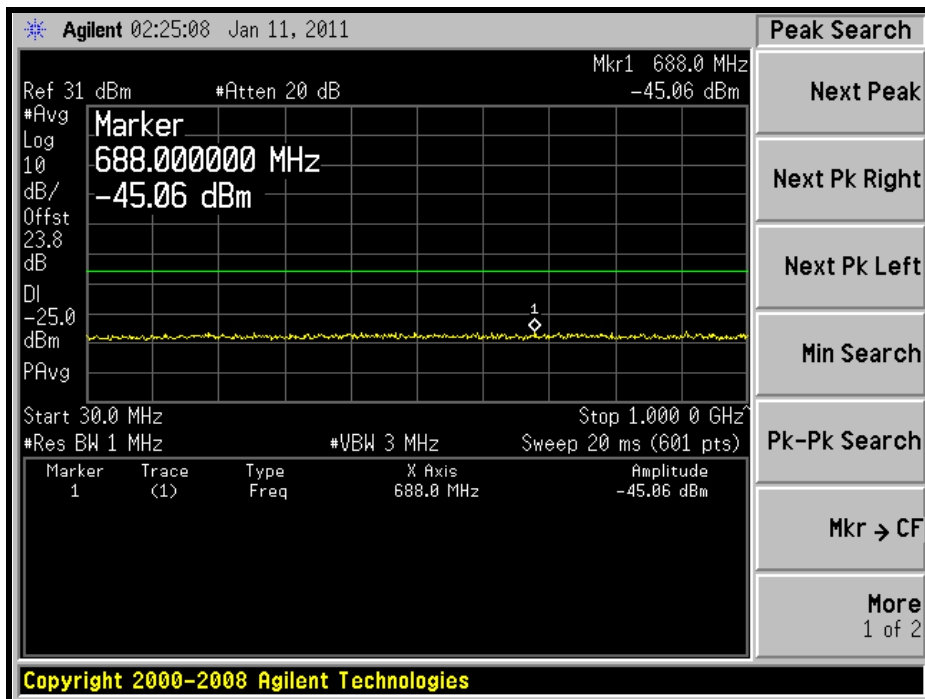 Agilent 02:25:08 Jan 11, 2011
Peak Search
Mkr1 688.0 MHz
Ref 31 dBm #Atten 20 dB -45.06 dBm
#Avg
Log
10
dB/
Offst
23.8
dB
DI
-25.0
dBm
PAvg
Marker
688.000000 MHz
-45.06 dBm
1
Start 30.0 MHz Stop 1.000 0 GHz^
#Res BW 1 MHz #VBW 3 MHz Sweep 20 ms (601 pts)
Marker Trace Type X Axis Amplitude
1 (1) Freq 688.0 MHz -45.06 dBm
Next Peak
Next Pk Right
Next Pk Left
Min Search
Pk-Pk Search
Mkr → CF
More
1 of 2
Copyright 2000-2008 Agilent Technologies